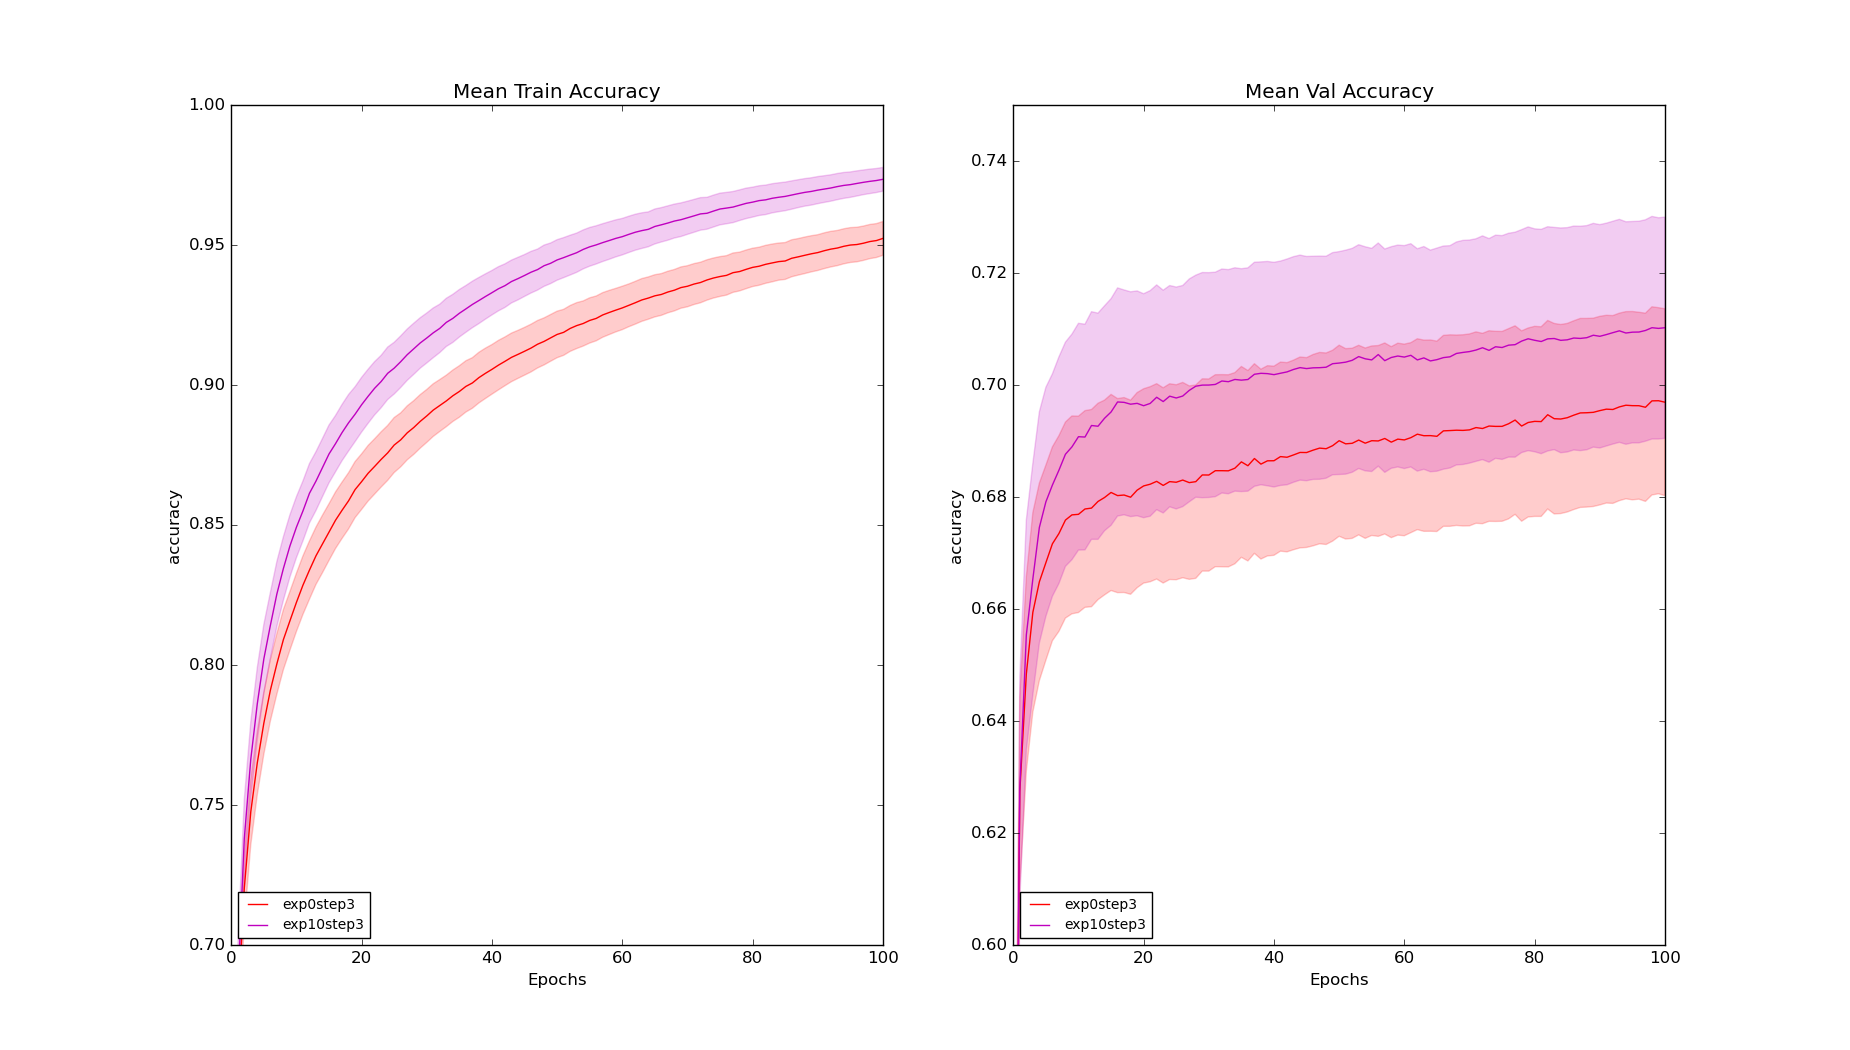 Mean Train Accuracy
1.00
0.95
0.90
0.85
0.80
0.75
0.70
accuracy
exp0step3
exp10step3
0 20 40 60 80 100
Epochs
Mean Val Accuracy
0.74
0.72
0.70
0.68
0.66
0.64
0.62
0.60
accuracy
exp0step3
exp10step3
0 20 40 60 80 100
Epochs